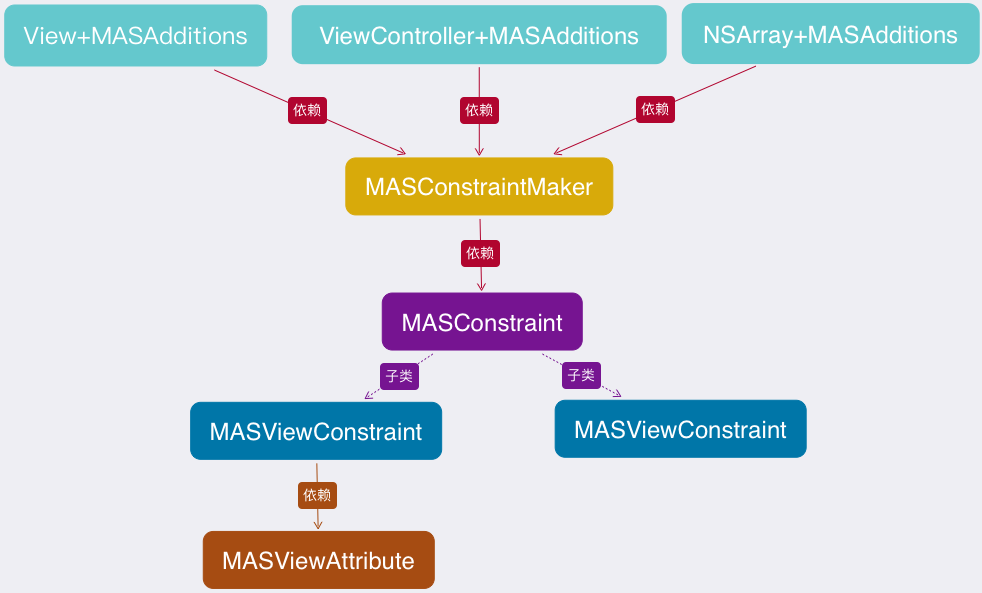 View+MASAdditions
ViewController+MASAdditions
NSArray+MASAdditions
依赖
依赖
依赖
MASConstraintMaker
依赖
MASConstraint
子类
子类
MASViewConstraint
MASViewConstraint
依赖
MASViewAttribute